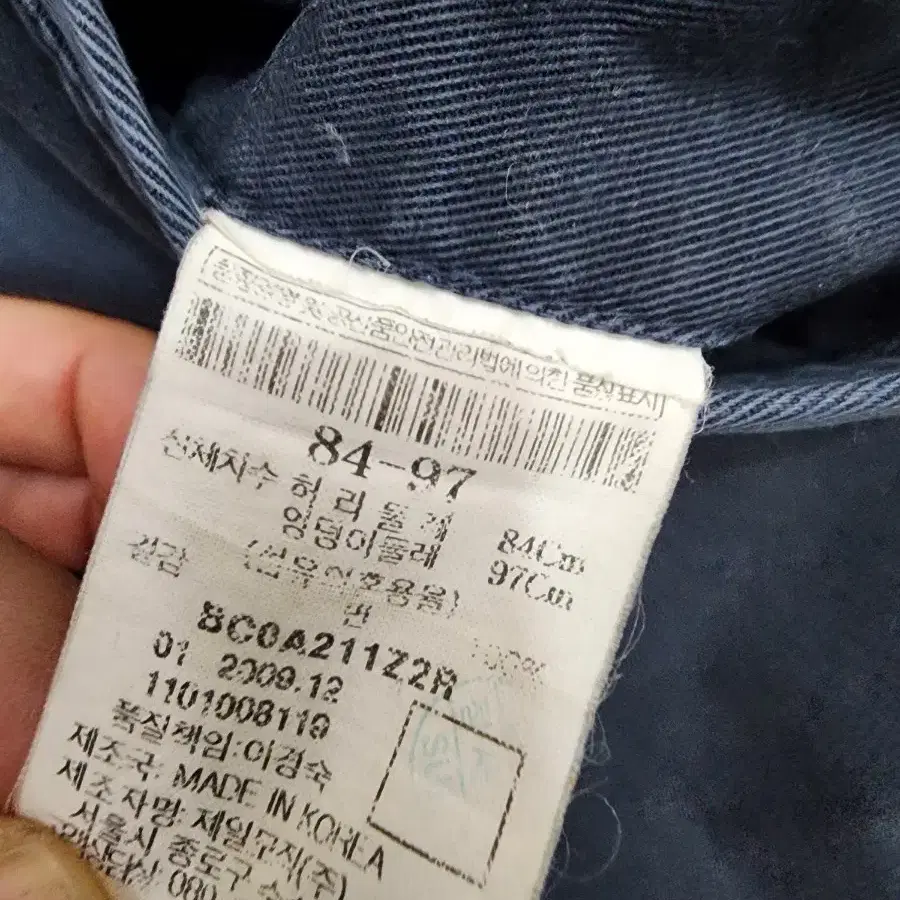 품질경영 및 공산품안전관리법에 의한 품질표시
84-97
신체치수 허 리 둘 레 84Cm
엉덩이둘레 97Cm
겉감 (섬유의혼용율)
면 100%
8C0A211Z2R
01 2009.12
1101008119
품질책임:이경숙
제조국: MADE IN KOREA
제조자명: 제일모직(주)
서울시 종로구
080